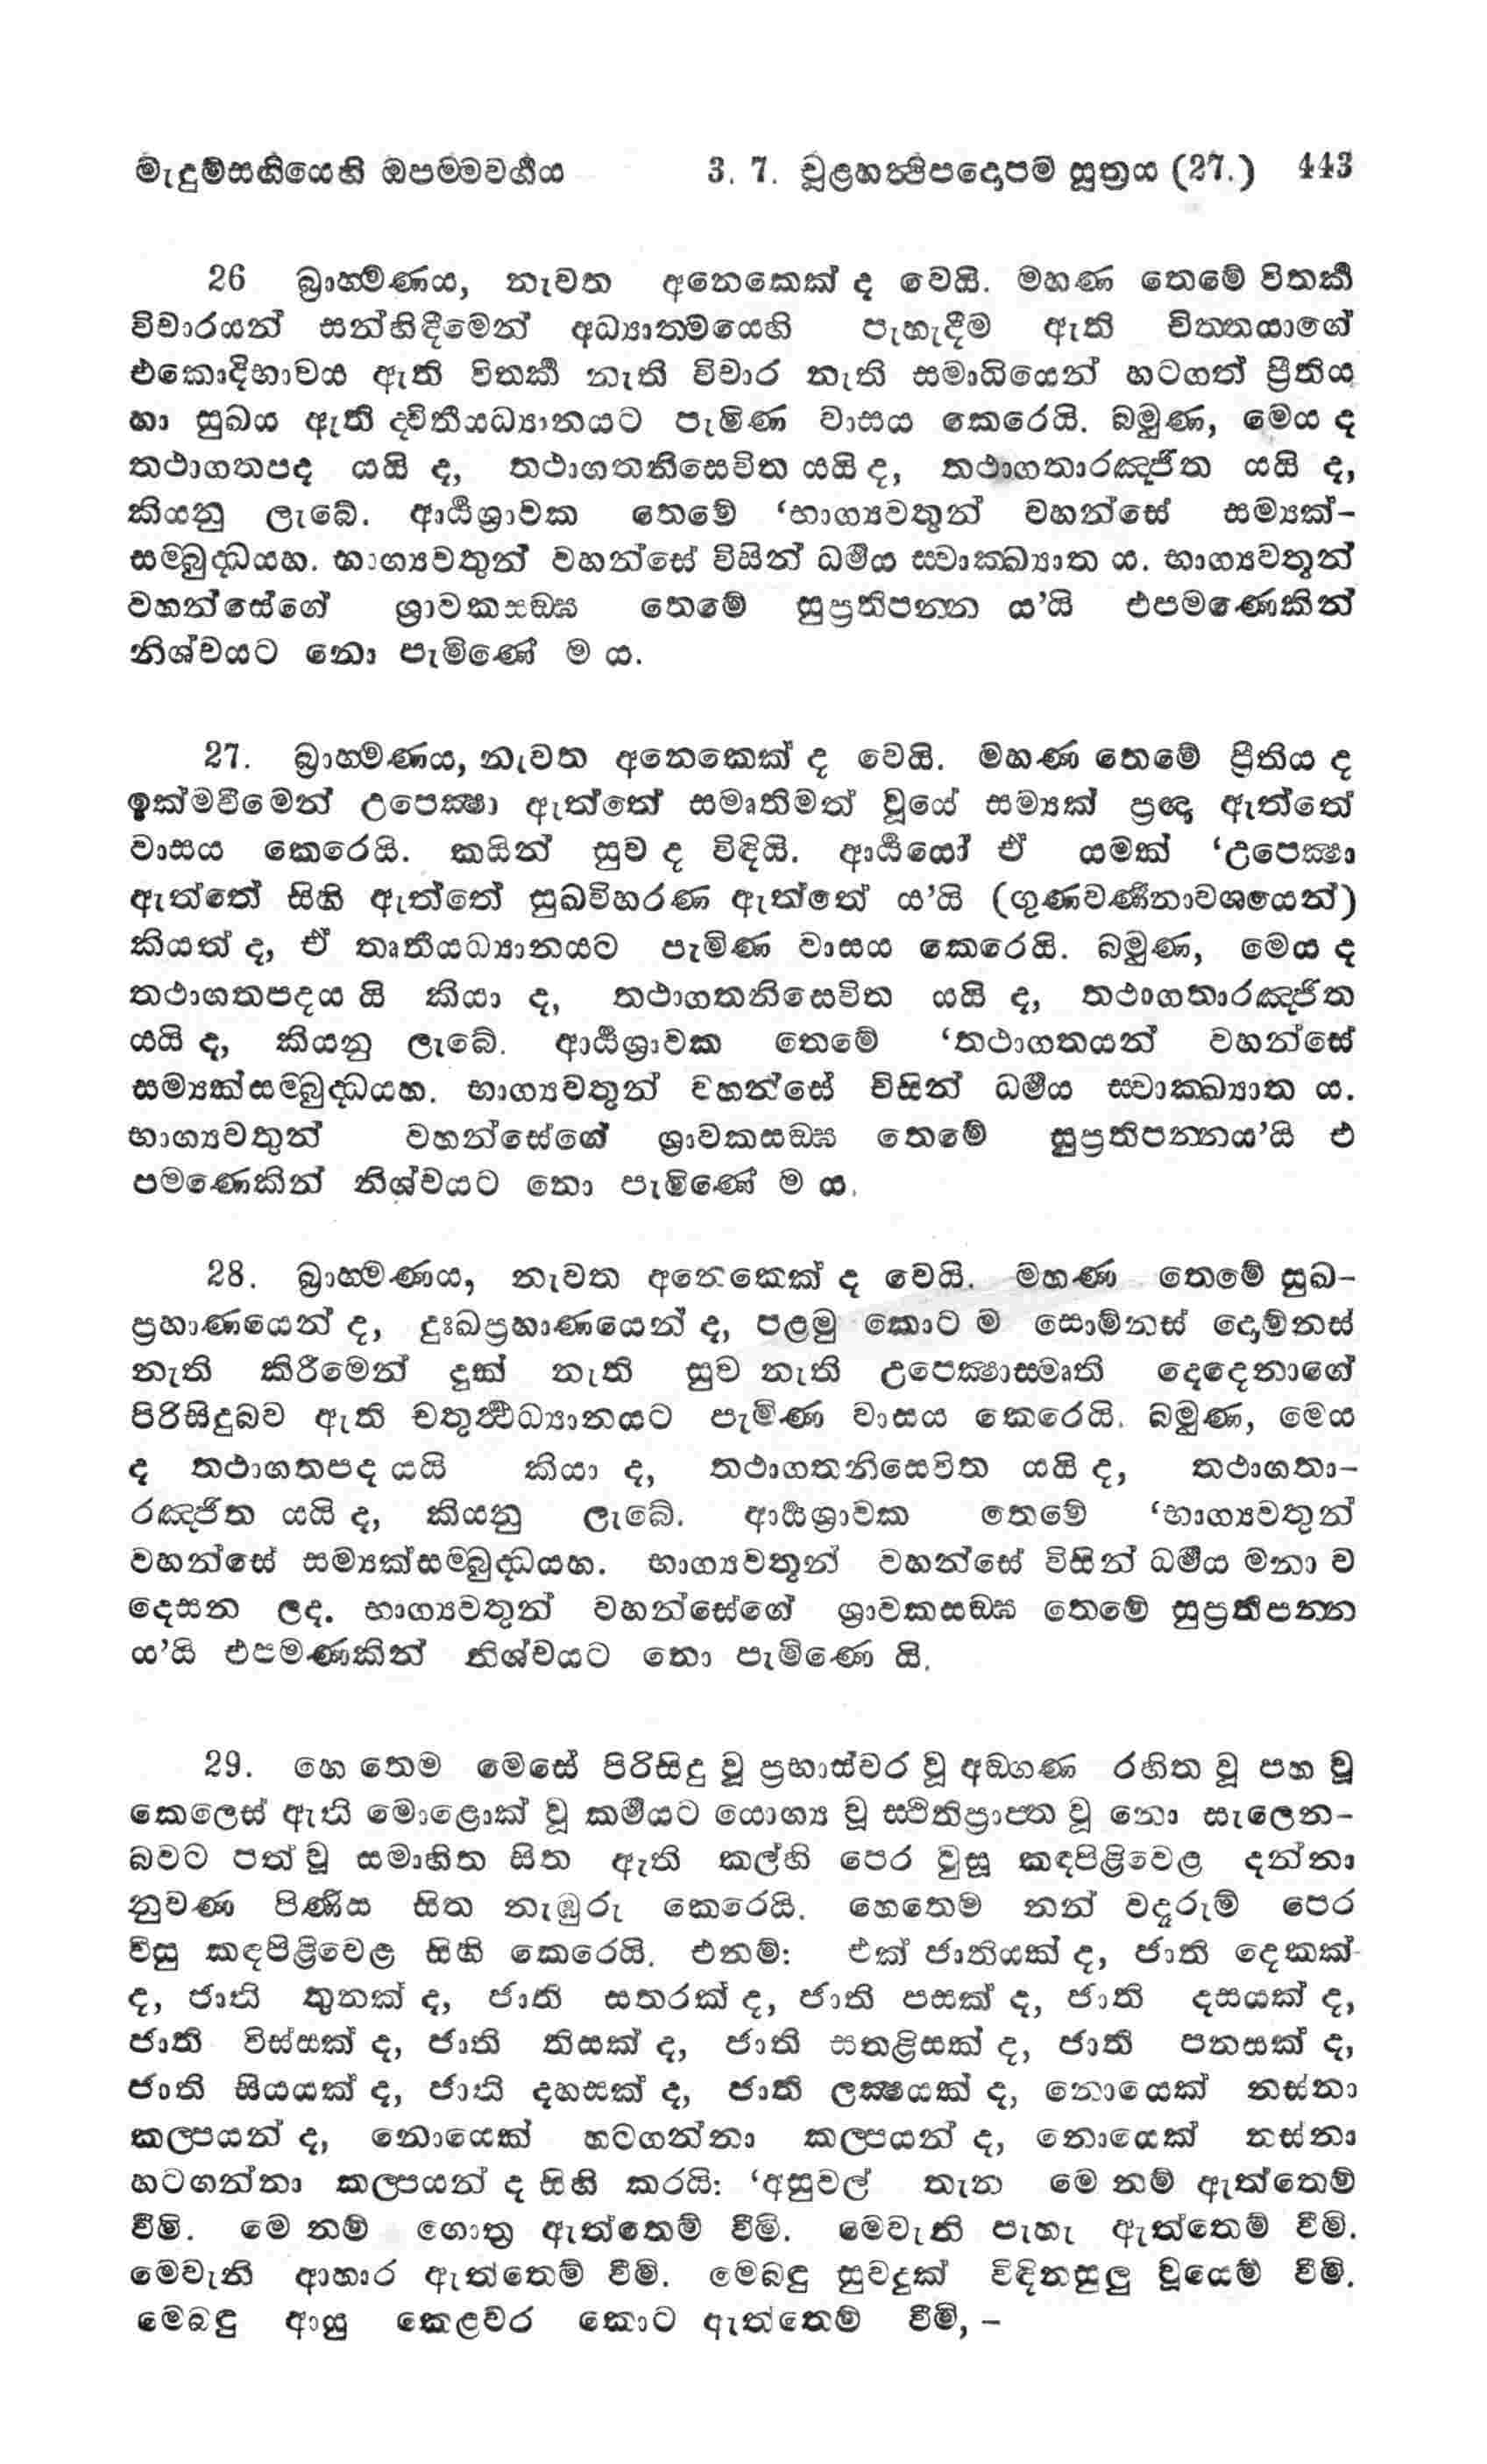 මැදුම්සඟියෙහි ඔපම්මවර්‍ගය 3. 7. චූළහත්‍ථිපදොපම සූත්‍රය (27.) 443
26 බ්‍රාහ්මණය, නැවත අනෙකෙක් ද වෙයි. මහණ තෙමේ විතර්‍ක
විචාරයන් සන්හිඳීමෙන් අධ්‍යාත්මයෙහි පැහැදීම ඇති චිත්තයාගේ
එකොදිභාවය ඇති විතර්‍ක නැති විචාර නැති සමාධියෙන් හටගත් ප්‍රීතිය
හා සුඛය ඇති ද්විතීයධ්‍යානයට පැමිණ වාසය කෙරෙයි. බමුණ, මෙය ද
තථාගතපද යයි ද, තථාගතනිසෙවිත යයි ද, තථාගතාරඤ්ජිත යයි ද,
කියනු ලැබේ. ආර්‍ය්‍යශ්‍රාවක තෙමේ ‘භාග්‍යවතුන් වහන්සේ සම්‍යක්-
සම්බුද්ධයහ. භාග්‍යවතුන් වහන්සේ විසින් ධර්‍මය ස්වාක්ඛ්‍යාත ය. භාග්‍යවතුන්
වහන්සේගේ ශ්‍රාවකසඞ්ඝ තෙමේ සුප්‍රතිපන්න ය’යි එපමණෙකින්
නිශ්චයට නො පැමිණේ ම ය.
27. බ්‍රාහ්මණය, නැවත අනෙකෙක් ද වෙයි. මහණ තෙමේ ප්‍රීතිය ද
ඉක්මවීමෙන් උපෙක්‍ෂා ඇත්තේ සමෘතිමත් වූයේ සම්‍යක් ප්‍රඥා ඇත්තේ
වාසය කෙරෙයි. කයින් සුව ද විඳියි. ආර්‍ය්‍යයෝ ඒ යමක් ‘උපෙක්‍ෂා
ඇත්තේ සිහි ඇත්තේ සුඛවිහරණ ඇත්තේ ය’යි (ගුණවර්‍ණනාවශයෙන්)
කියත් ද, ඒ තෘතීයධ්‍යානයට පැමිණ වාසය කෙරෙයි. බමුණ, මෙය ද
තථාගතපදය යි කියා ද, තථාගතනිසෙවිත යයි ද, තථාගතාරඤ්ජිත
යයි ද, කියනු ලැබේ. ආර්‍ය්‍යශ්‍රාවක තෙමේ ‘තථාගතයන් වහන්සේ
සම්‍යක්සම්බුද්ධයහ. භාග්‍යවතුන් වහන්සේ විසින් ධර්‍මය ස්වාක්ඛ්‍යාත ය.
භාග්‍යවතුන් වහන්සේගේ ශ්‍රාවකසඞ්ඝ තෙමේ සුප්‍රතිපන්නය’යි එ
පමණෙකින් නිශ්චයට නො පැමිණේ ම ය.
28. බ්‍රාහ්මණය, නැවත අනෙකෙක් ද වෙයි. මහණ තෙමේ සුඛ-
ප්‍රහාණයෙන් ද, දුඃඛප්‍රහාණයෙන් ද, පළමු කොට ම සොම්නස් දොම්නස්
නැති කිරීමෙන් දුක් නැති සුව නැති උපෙක්‍ෂාසමෘති දෙදෙනාගේ
පිරිසිදුබව ඇති චතුර්‍ත්‍ථධ්‍යානයට පැමිණ වාසය කෙරෙයි. බමුණ, මෙය
ද තථාගතපද යයි කියා ද, තථාගතනිසෙවිත යයි ද, තථාගතා-
රඤ්ජිත යයි ද, කියනු ලැබේ. ආර්‍ය්‍යශ්‍රාවක තෙමේ ‘භාග්‍යවතුන්
වහන්සේ සම්‍යක්සම්බුද්ධයහ. භාග්‍යවතුන් වහන්සේ විසින් ධර්‍මය මනා ව
දෙසන ලද. භාග්‍යවතුන් වහන්සේගේ ශ්‍රාවකසඞ්ඝ තෙමේ සුප්‍රතිපන්න
ය’යි එපමණකින් නිශ්චයට නො පැමිණෙ යි.
29. හෙ තෙම මෙසේ පිරිසිදු වූ ප්‍රභාස්වර වූ අඞ්ගණ රහිත වූ පහ වූ
කෙලෙස් ඇති මොළොක් වූ කර්‍මයට යොග්‍ය වූ ස්ථිතිප්‍රාප්ත වූ නො සැලෙන-
බවට පත් වූ සමාහිත සිත ඇති කල්හි පෙර වුසූ කඳපිළිවෙළ දන්නා
නුවණ පිණිස සිත නැඹුරු කෙරෙයි. හෙතෙම නන් වදෑරුම් පෙර
විසු කඳපිළිවෙළ සිහි කෙරෙයි. එනම්: එක් ජාතියක් ද, ජාති දෙකක්
ද, ජාති තුනක් ද, ජාති සතරක් ද, ජාති පසක් ද, ජාති දසයක් ද,
ජාති විස්සක් ද, ජාති තිසක් ද, ජාති සතළිසක් ද, ජාති පනසක් ද,
ජාති සියයක් ද, ජාති දහසක් ද, ජාති ලක්‍ෂයක් ද, නොයෙක් නස්නා
කල්පයන් ද, නොයෙක් හටගන්නා කල්පයන් ද, නොයෙක් නස්නා
හටගන්නා කල්පයන් ද සිහි කරයි: ‘අසුවල් තැන මෙ නම් ඇත්තෙම්
වීමි. මෙ නම් ගොත්‍ර ඇත්තෙම් වීමි. මෙවැනි පැහැ ඇත්තෙම් වීමි.
මෙවැනි ආහාර ඇත්තෙම් වීමි. මෙබඳු සුවදුක් විඳිනසුලු වූයෙම් වීමි.
මෙබඳු ආයු කෙළවර කොට ඇත්තෙම් වීමි, –